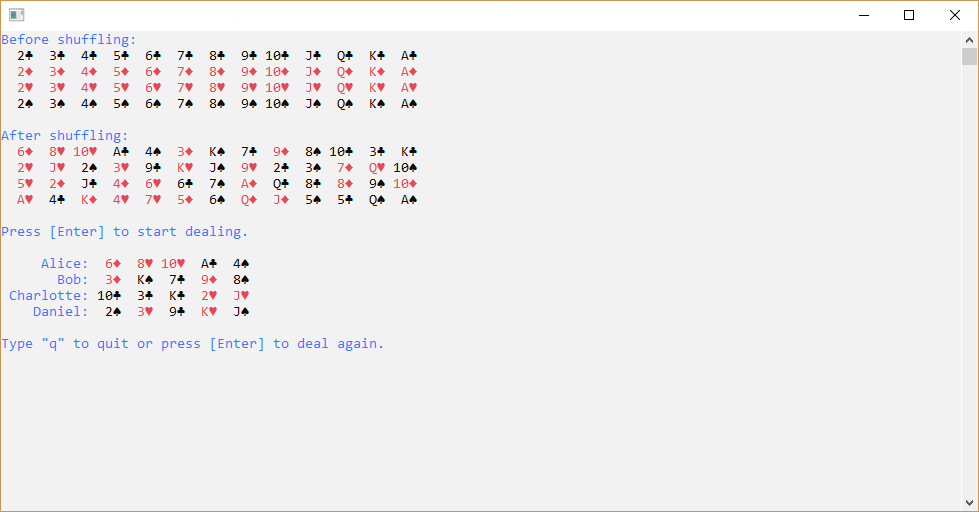 Before shuffling:
2♣ 3♣ 4♣ 5♣ 6♣ 7♣ 8♣ 9♣ 10♣ J♣ Q♣ K♣ A♣
2♦ 3♦ 4♦ 5♦ 6♦ 7♦ 8♦ 9♦ 10♦ J♦ Q♦ K♦ A♦
2♥ 3♥ 4♥ 5♥ 6♥ 7♥ 8♥ 9♥ 10♥ J♥ Q♥ K♥ A♥
2♠ 3♠ 4♠ 5♠ 6♠ 7♠ 8♠ 9♠ 10♠ J♠ Q♠ K♠ A♠
After shuffling:
6♦ 8♥ 10♥ A♣ 4♠ 3♦ K♠ 7♣ 9♦ 8♠ 10♣ 3♣ K♣
2♥ J♥ 2♠ 3♥ 9♣ K♥ J♠ 9♥ 2♣ 3♠ 7♦ Q♥ 10♠
5♥ 2♦ J♣ 4♦ 6♥ 6♣ 7♠ A♦ Q♣ 8♣ 8♦ 9♠ 10♦
A♥ 4♣ K♦ 4♥ 7♥ 5♦ 6♠ Q♦ J♦ 5♠ 5♣ Q♠ A♠
Press [Enter] to start dealing.
Alice: 6♦ 8♥ 10♥ A♣ 4♠
Bob: 3♦ K♠ 7♣ 9♦ 8♠
Charlotte: 10♣ 3♣ K♣ 2♥ J♥
Daniel: 2♠ 3♥ 9♣ K♥ J♠
Type "q" to quit or press [Enter] to deal again.